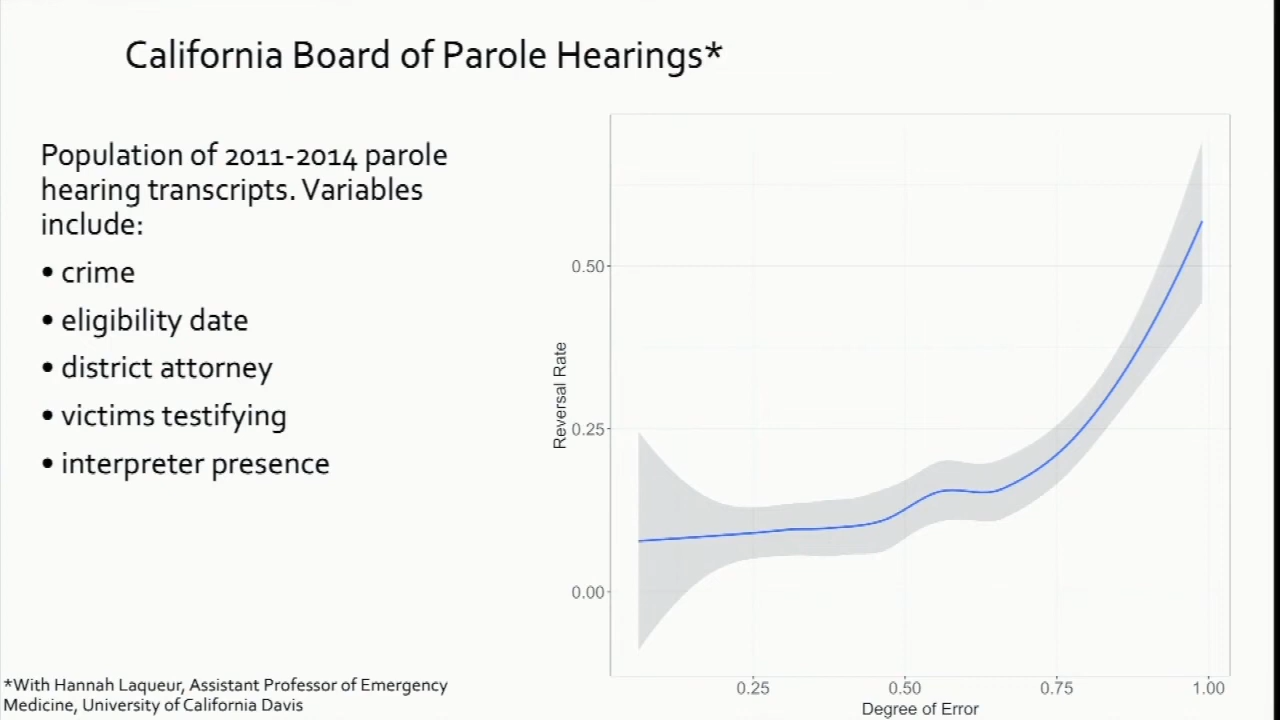 California Board of Parole Hearings*
Population of 2011-2014 parole
hearing transcripts. Variables
include:
• crime
• eligibility date
• district attorney
• victims testifying
• interpreter presence
*With Hannah Laqueur, Assistant Professor of Emergency
Medicine, University of California Davis
Reversal Rate
0.50
0.25
0.00
0.25 0.50 0.75 1.00
Degree of Error